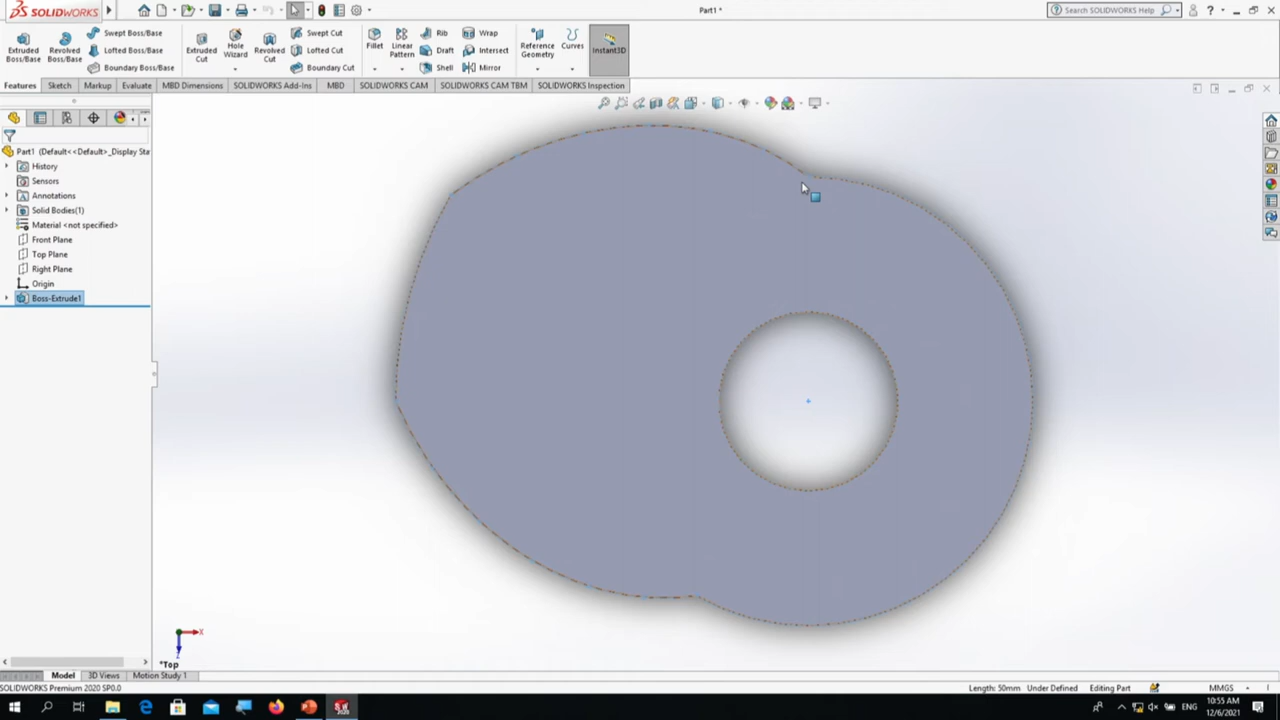 SOLIDWORKS
Part1 *
Search SOLIDWORKS Help
Extruded Boss/Base
Revolved Boss/Base
Swept Boss/Base
Lofted Boss/Base
Boundary Boss/Base
Extruded Cut
Hole Wizard
Revolved Cut
Swept Cut
Lofted Cut
Boundary Cut
Fillet
Linear Pattern
Rib
Draft
Shell
Wrap
Intersect
Mirror
Reference Geometry
Curves
Instant3D
Features Sketch Markup Evaluate MBD Dimensions SOLIDWORKS Add-Ins MBD SOLIDWORKS CAM SOLIDWORKS CAM TBM SOLIDWORKS Inspection
Part1 (Default<<Default>_Display Sta
History
Sensors
Annotations
Solid Bodies(1)
Material <not specified>
Front Plane
Top Plane
Right Plane
Origin
Boss-Extrude1
X
*Top
Model 3D Views Motion Study 1
SOLIDWORKS Premium 2020 SP0.0
Length: 50mm Under Defined Editing Part MMGS
ENG
10:55 AM
12/6/2021